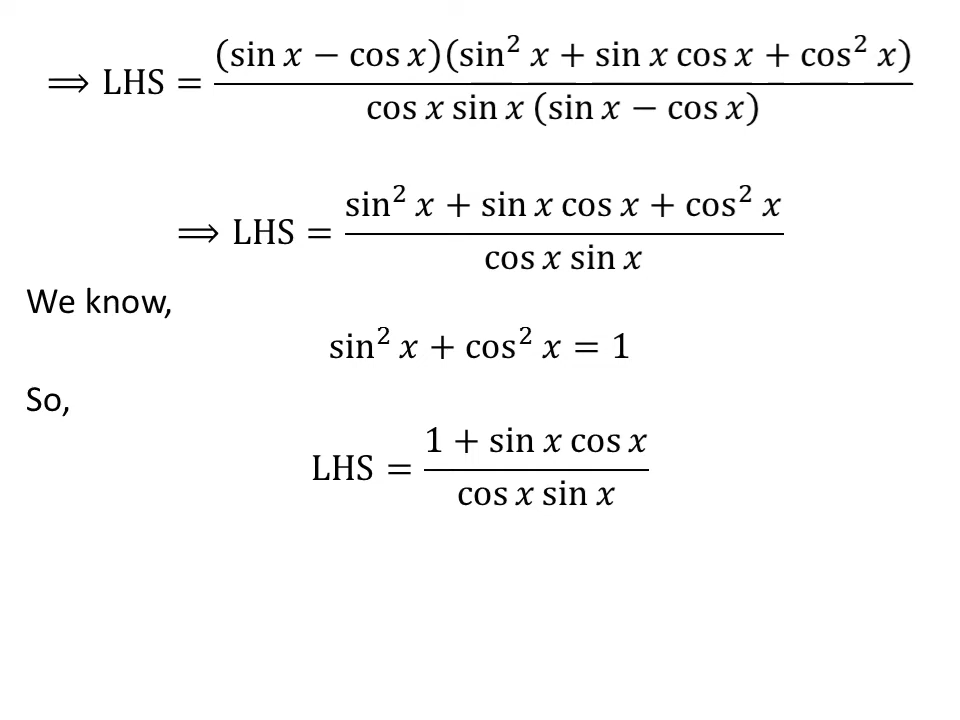 ⟹ LHS = (sin 𝑥 − cos 𝑥)(sin² 𝑥 + sin 𝑥 cos 𝑥 + cos² 𝑥) / cos 𝑥 sin 𝑥 (sin 𝑥 − cos 𝑥)
⟹ LHS = sin² 𝑥 + sin 𝑥 cos 𝑥 + cos² 𝑥 / cos 𝑥 sin 𝑥
We know,
sin² 𝑥 + cos² 𝑥 = 1
So,
LHS = 1 + sin 𝑥 cos 𝑥 / cos 𝑥 sin 𝑥